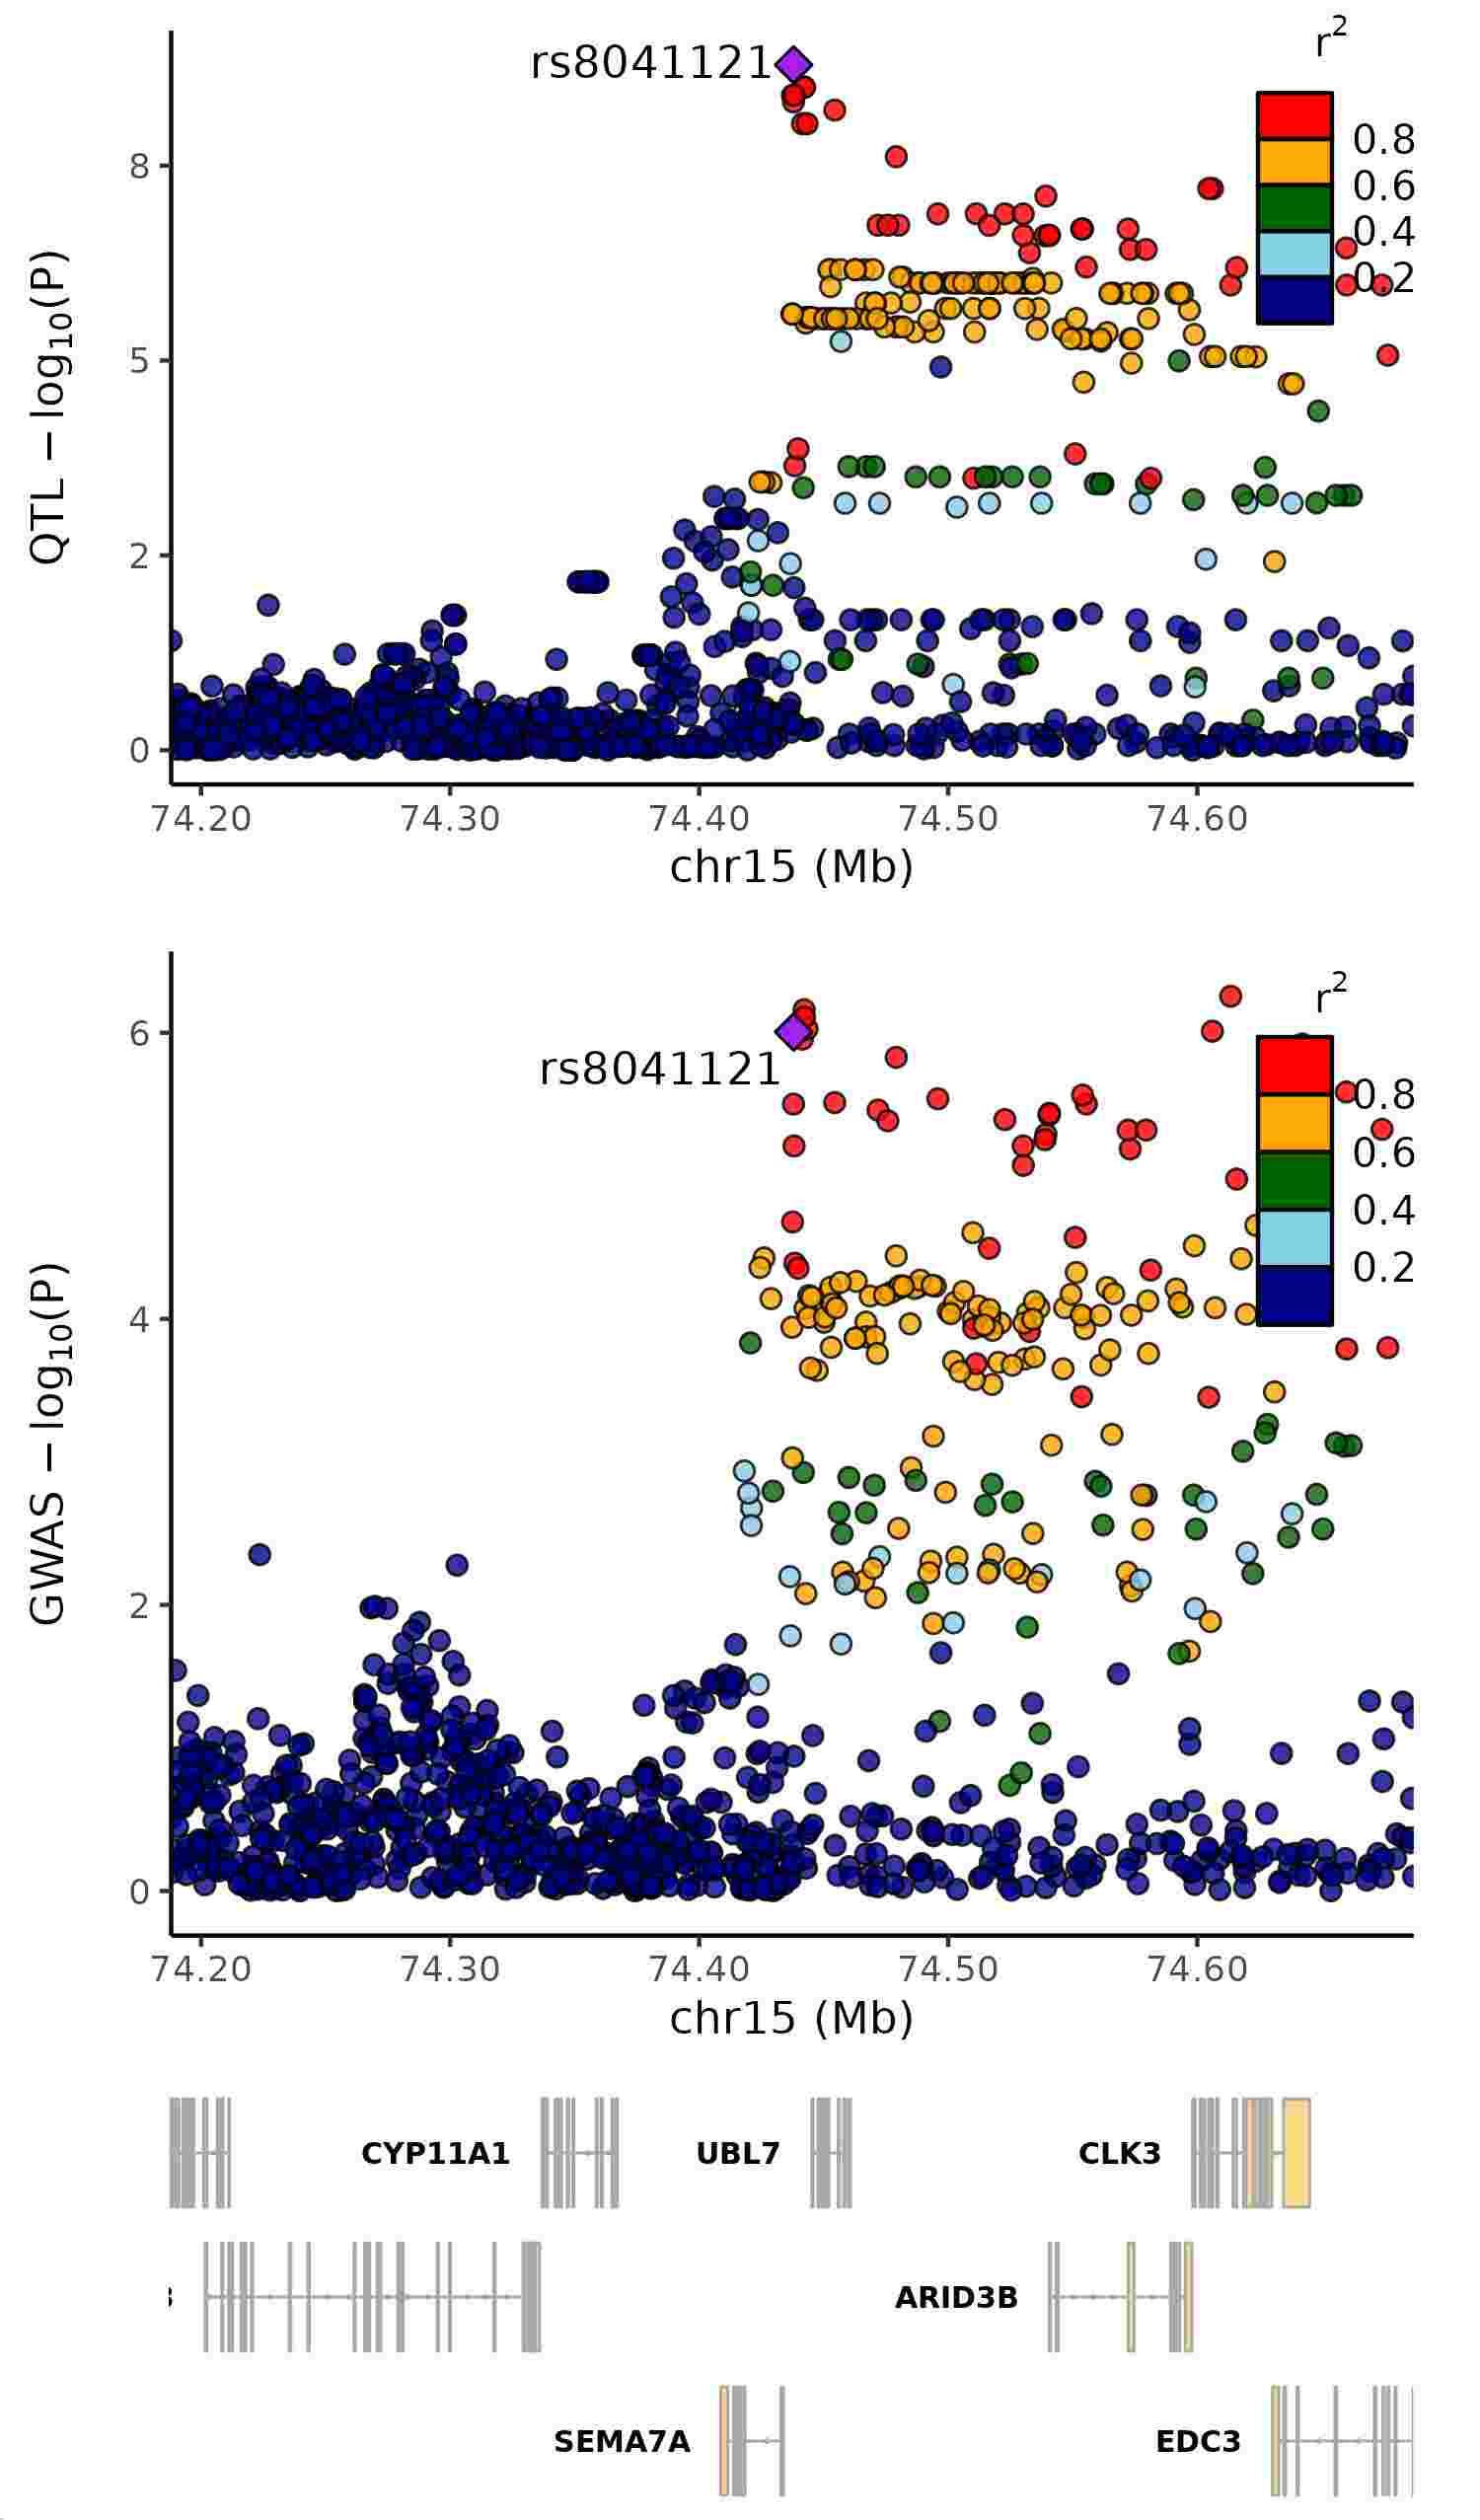 r²
rs8041121
0.8
0.6
0.4
0.2
8
5
2
0
QTL − log₁₀(P)
74.20 74.30 74.40 74.50 74.60
chr15 (Mb)
r²
rs8041121
0.8
0.6
0.4
0.2
6
4
2
0
GWAS − log₁₀(P)
74.20 74.30 74.40 74.50 74.60
chr15 (Mb)
CYP11A1 UBL7 CLK3
ARID3B
SEMA7A EDC3